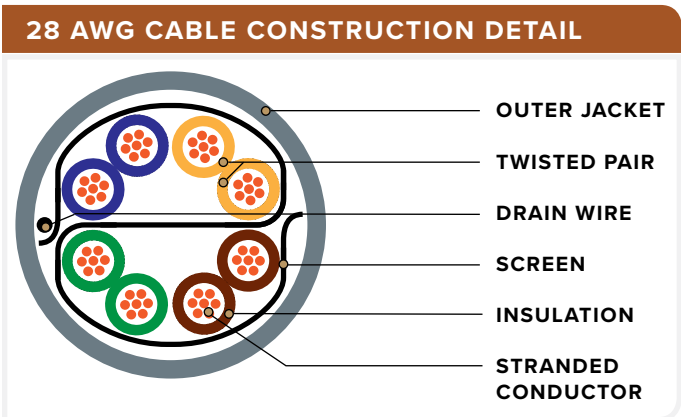 28 AWG CABLE CONSTRUCTION DETAIL
OUTER JACKET
TWISTED PAIR
DRAIN WIRE
SCREEN
INSULATION
STRANDED
CONDUCTOR